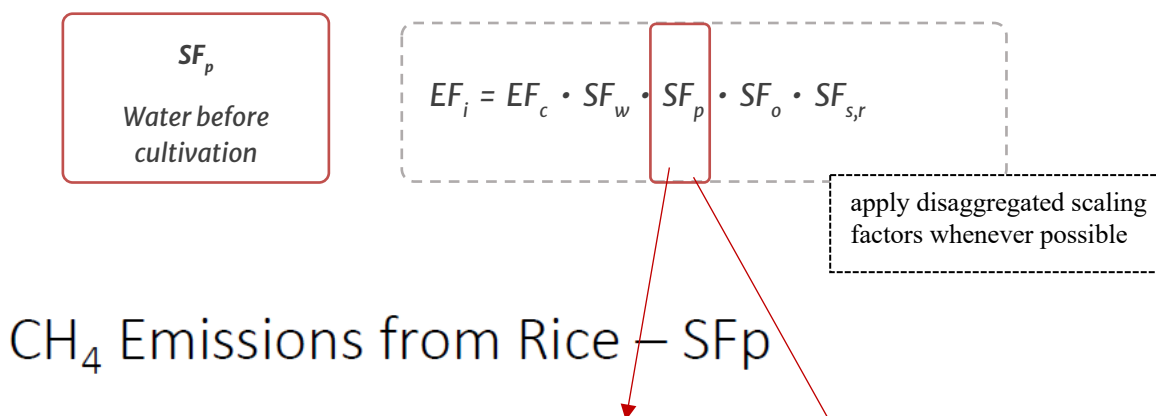 SFp
Water before
cultivation
EFi = EFc · SFw · SFp · SFo · SFs,r
apply disaggregated scaling
factors whenever possible
CH4 Emissions from Rice – SFp